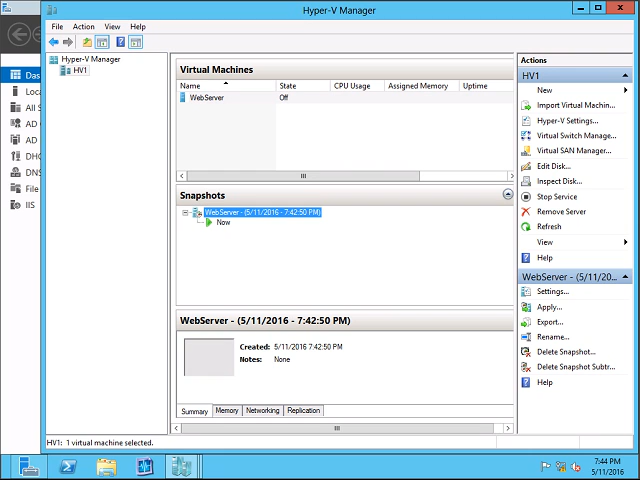 Hyper-V Manager
File Action View Help
Hyper-V Manager
HV1
Das
Loca
All S
AD
AD
DHC
DNS
File
IIS
Virtual Machines
Name State CPU Usage Assigned Memory Uptime
WebServer Off
Snapshots
WebServer - (5/11/2016 - 7:42:50 PM)
Now
WebServer - (5/11/2016 - 7:42:50 PM)
Created: 5/11/2016 7:42:50 PM
Notes: None
Summary Memory Networking Replication
Actions
HV1
New
Import Virtual Machin...
Hyper-V Settings...
Virtual Switch Manage...
Virtual SAN Manager...
Edit Disk...
Inspect Disk...
Stop Service
Remove Server
Refresh
View
Help
WebServer - (5/11/20...
Settings...
Apply...
Export...
Rename...
Delete Snapshot...
Delete Snapshot Subtr...
Help
HV1: 1 virtual machine selected.
7:44 PM
5/11/2016